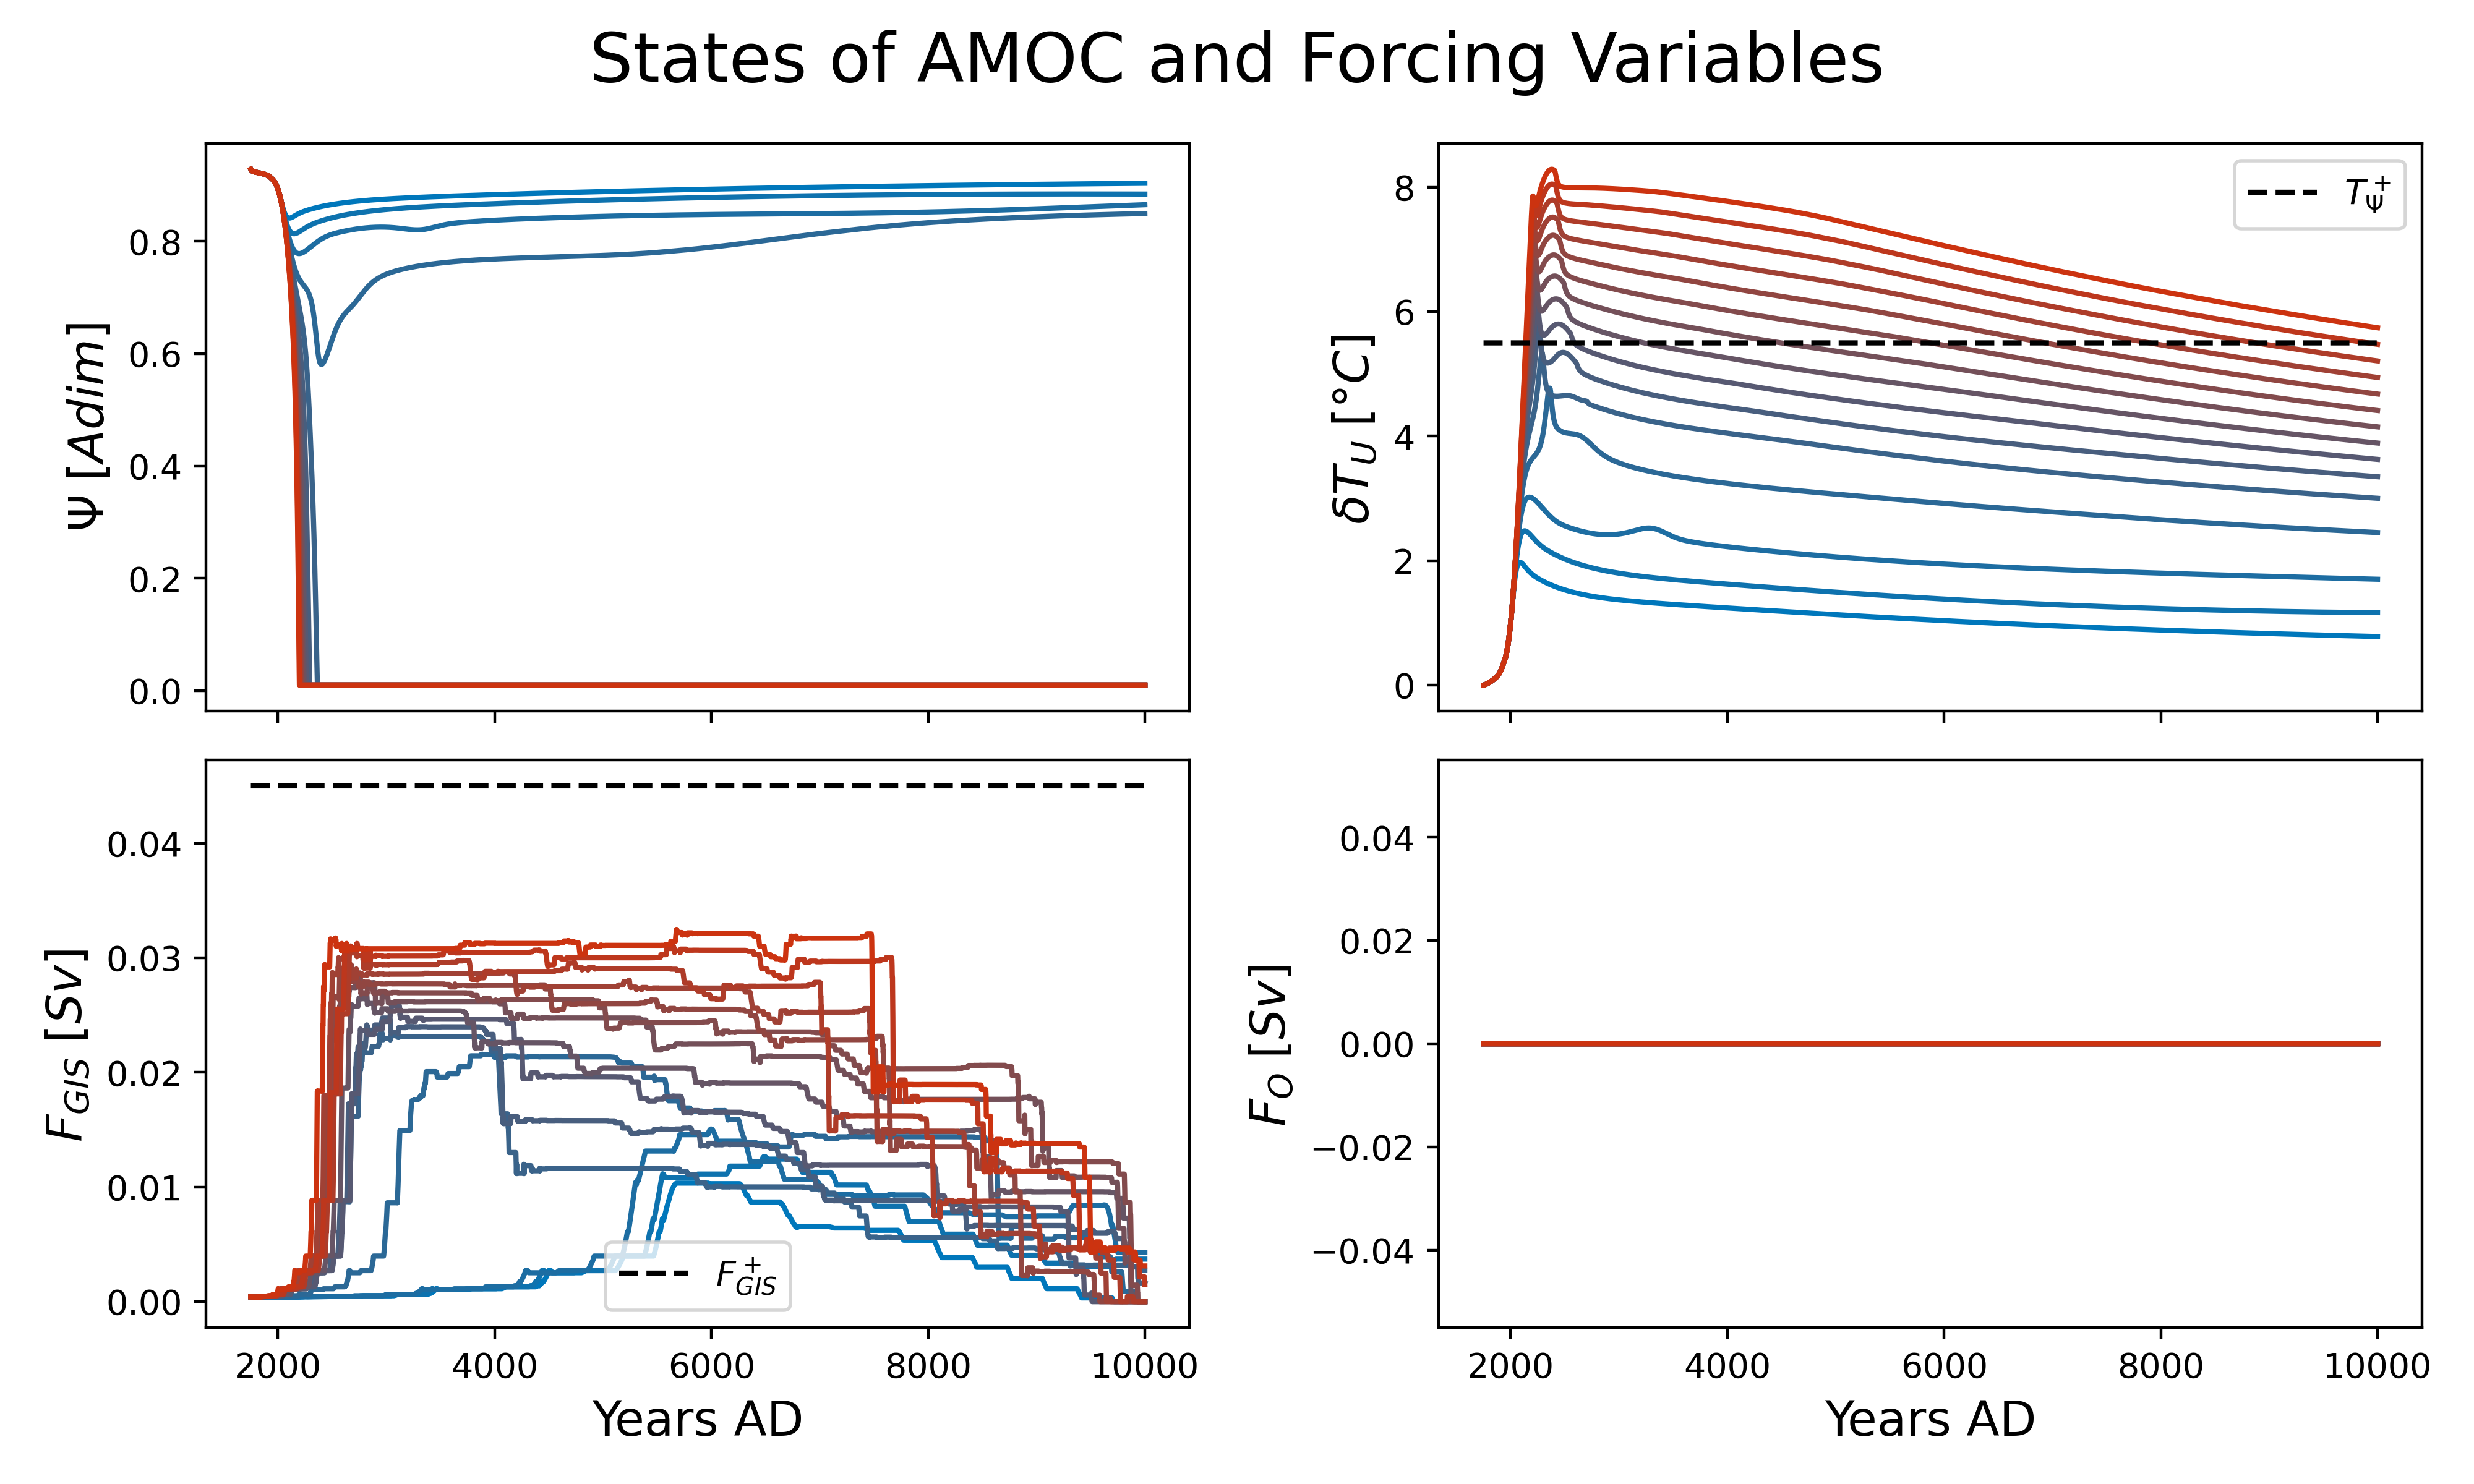 States of AMOC and Forcing Variables
Ψ [Adim]
0.8
0.6
0.4
0.2
0.0
δT_U [°C]
8
6
4
2
0
T_Ψ^+
F_GIS [Sv]
0.04
0.03
0.02
0.01
0.00
F_GIS^+
2000 4000 6000 8000 10000
Years AD
F_O [Sv]
0.04
0.02
0.00
−0.02
−0.04
2000 4000 6000 8000 10000
Years AD